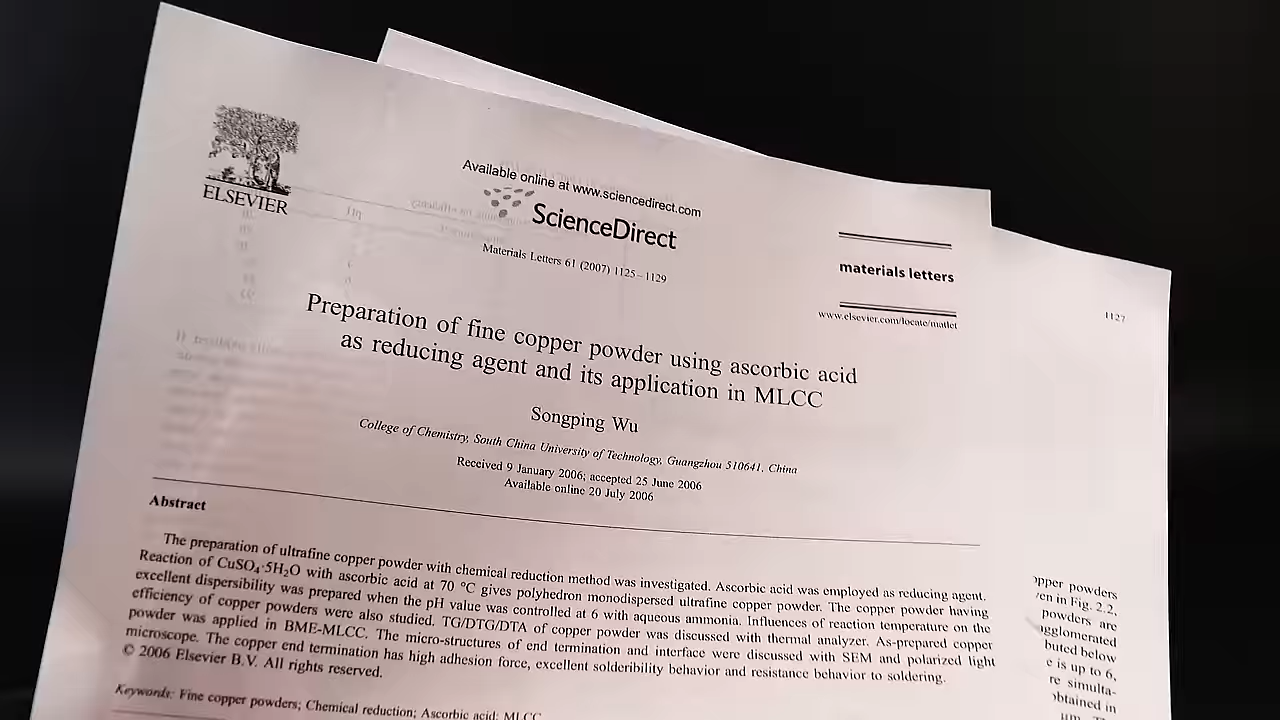 ELSEVIER
Available online at www.sciencedirect.com
ScienceDirect
Materials Letters 61 (2007) 1125–1129
materials letters
www.elsevier.com/locate/matlet
Preparation of fine copper powder using ascorbic acid
as reducing agent and its application in MLCC
Songping Wu
College of Chemistry, South China University of Technology, Guangzhou 510641, China
Received 9 January 2006; accepted 25 June 2006
Available online 20 July 2006
Abstract
The preparation of ultrafine copper powder with chemical reduction method was investigated. Ascorbic acid was employed as reducing agent.
Reaction of CuSO4·5H2O with ascorbic acid at 70 °C gives polyhedron monodispersed ultrafine copper powder. The copper powder having
excellent dispersibility was prepared when the pH value was controlled at 6 with aqueous ammonia. Influences of reaction temperature on the
efficiency of copper powders were also studied. TG/DTG/DTA of copper powder was discussed with thermal analyzer. As-prepared copper
powder was applied in BME-MLCC. The micro-structures of end termination and interface were discussed with SEM and polarized light
microscope. The copper end termination has high adhesion force, excellent solderibility behavior and resistance behavior to soldering.
© 2006 Elsevier B.V. All rights reserved.
Keywords: Fine copper powders; Chemical reduction; Ascorbic acid; MLCC
1127
opper powders
en in Fig. 2.2,
powders are
agglomerated
buted below
e is up to 6,
re simulta-
obtained in